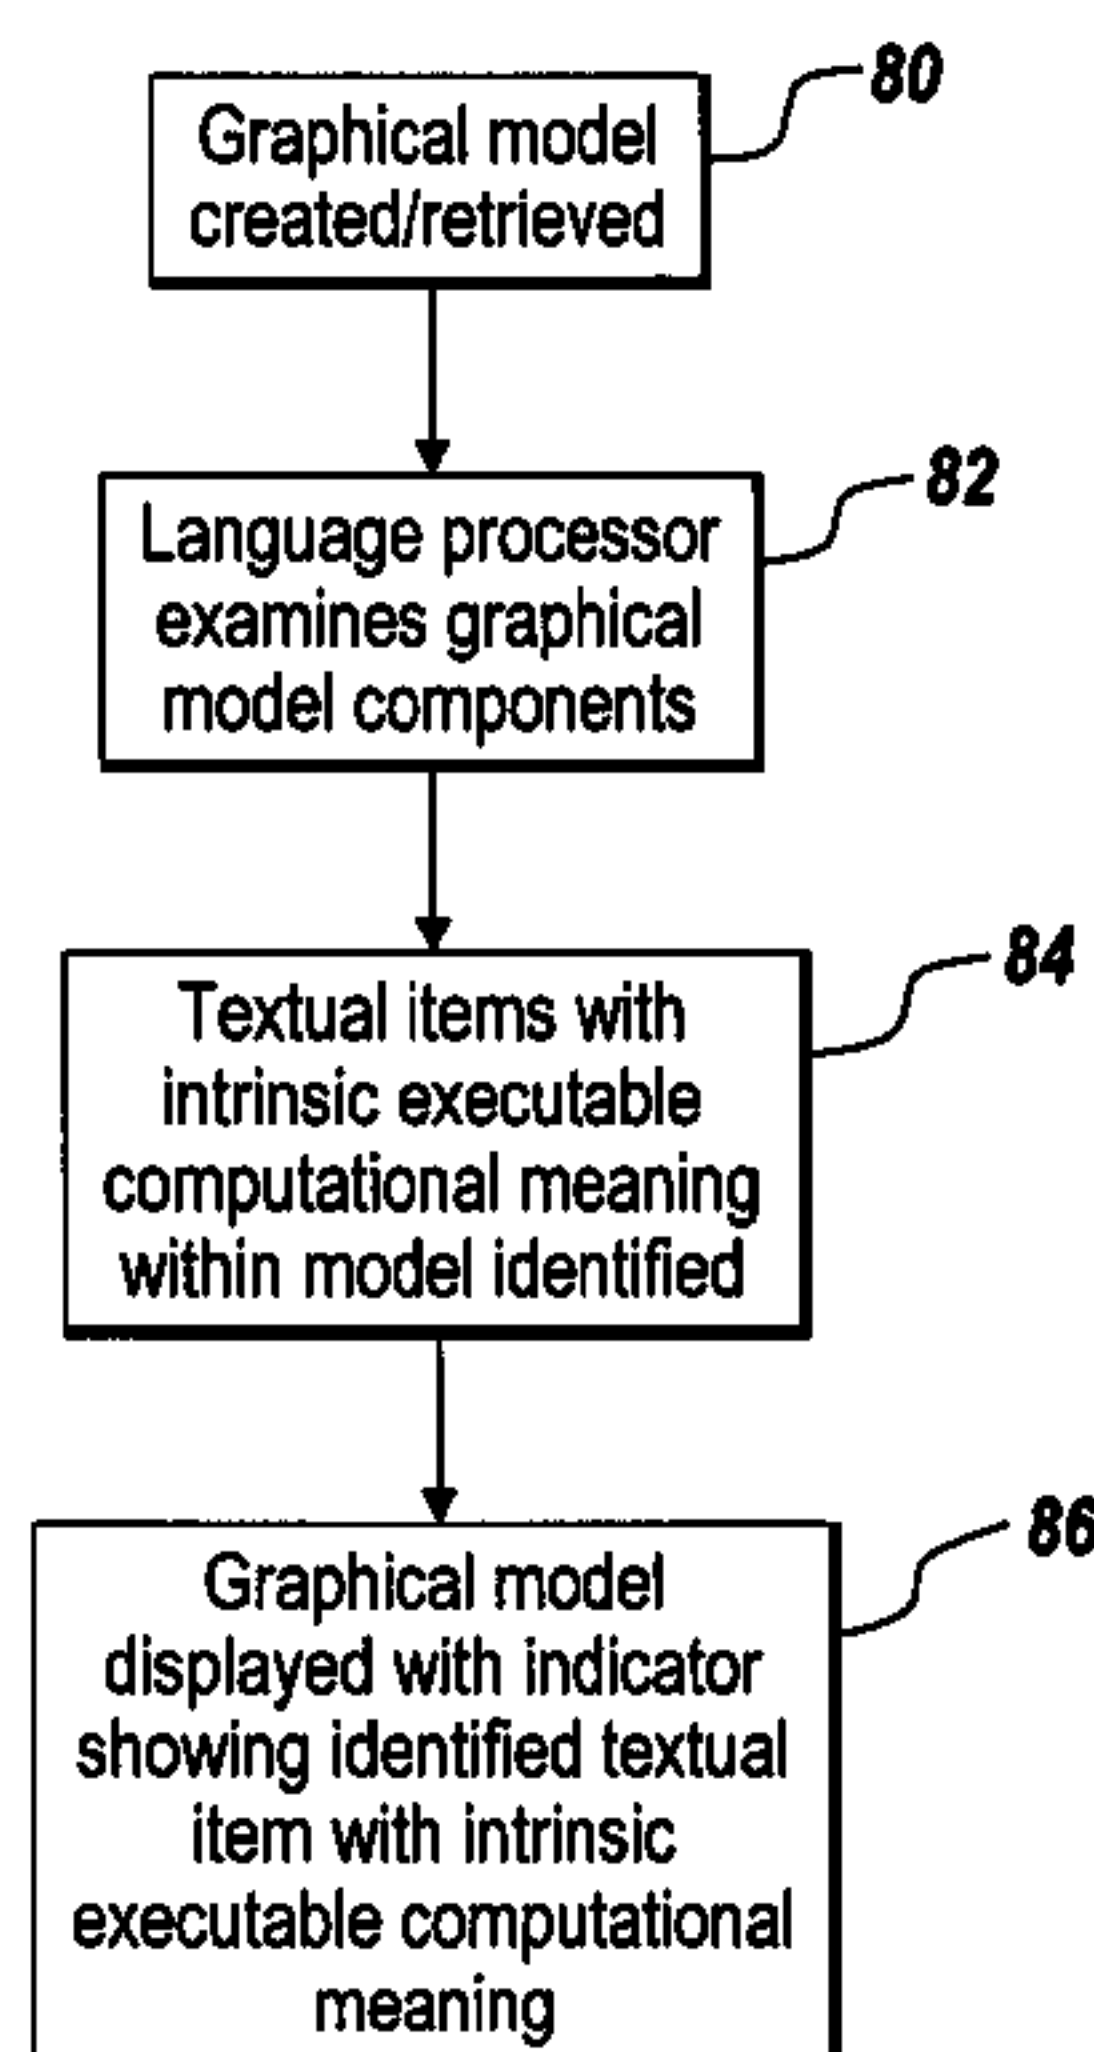 80
Graphical model
created/retrieved
82
Language processor
examines graphical
model components
84
Textual items with
intrinsic executable
computational meaning
within model identified
86
Graphical model
displayed with indicator
showing identified textual
item with intrinsic
executable computational
meaning